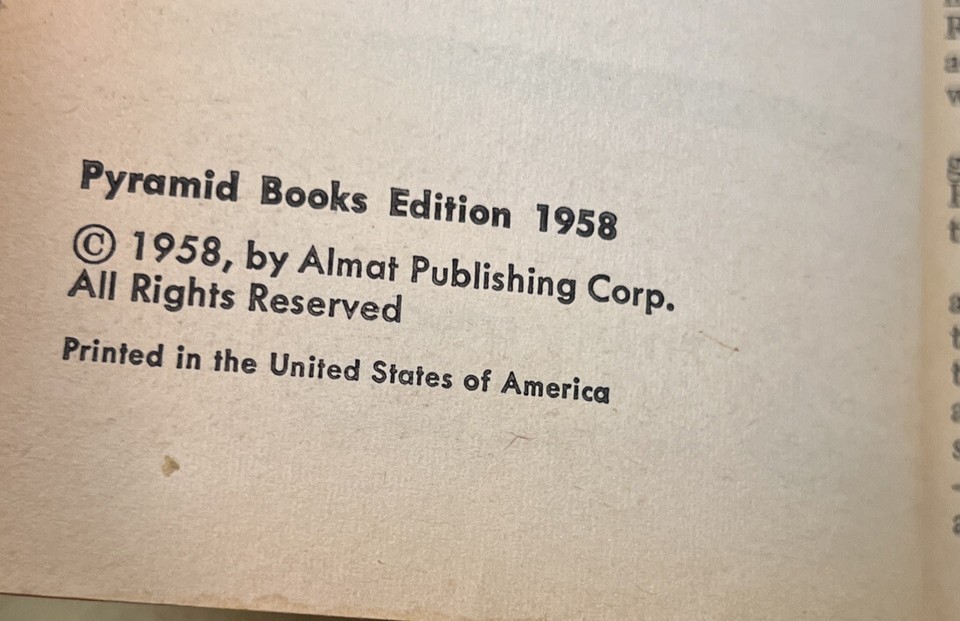 Pyramid Books Edition 1958
© 1958, by Almat Publishing Corp.
All Rights Reserved
Printed in the United States of America